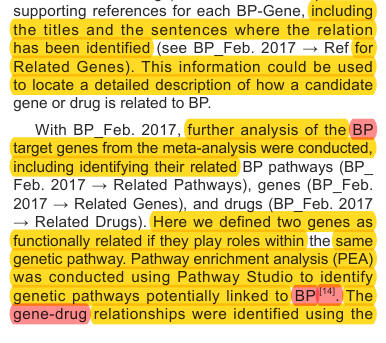 supporting references for each BP-Gene, including
the titles and the sentences where the relation
has been identified (see BP_Feb. 2017 → Ref for
Related Genes). This information could be used
to locate a detailed description of how a candidate
gene or drug is related to BP.
With BP_Feb. 2017, further analysis of the BP
target genes from the meta-analysis were conducted,
including identifying their related BP pathways (BP_
Feb. 2017 → Related Pathways), genes (BP_Feb.
2017 → Related Genes), and drugs (BP_Feb. 2017
→ Related Drugs). Here we defined two genes as
functionally related if they play roles within the same
genetic pathway. Pathway enrichment analysis (PEA)
was conducted using Pathway Studio to identify
genetic pathways potentially linked to BP[14]. The
gene-drug relationships were identified using the